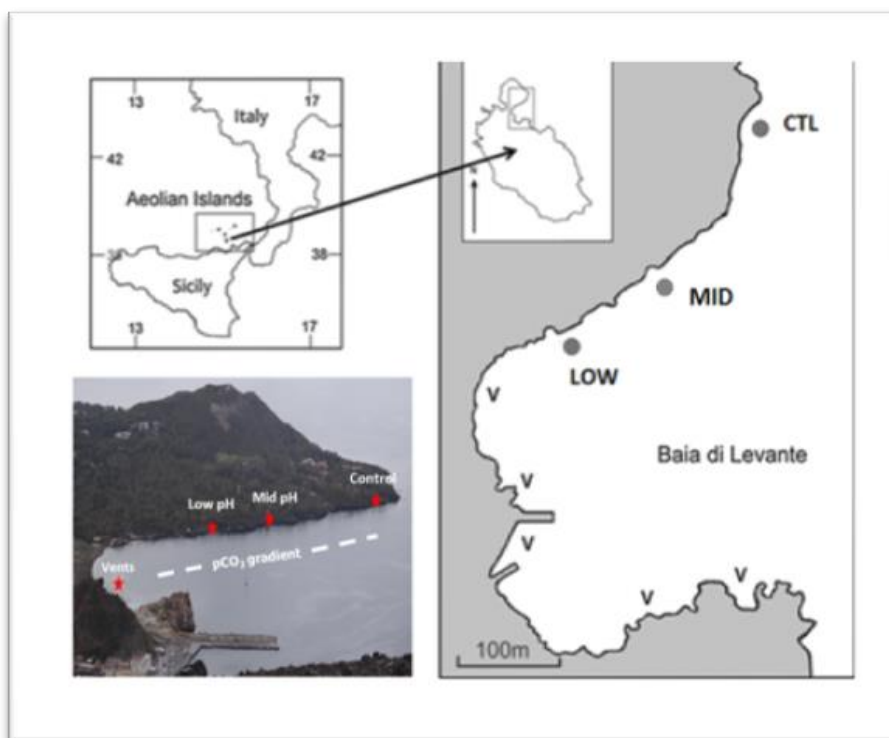 13
17
Italy
42
42
Aeolian Islands
38
Sicily
13
17
CTL
MID
LOW
V
Baia di Levante
V
V
V
V
100m
Control
Mid pH
Low pH
pCO₂ gradient
Vents